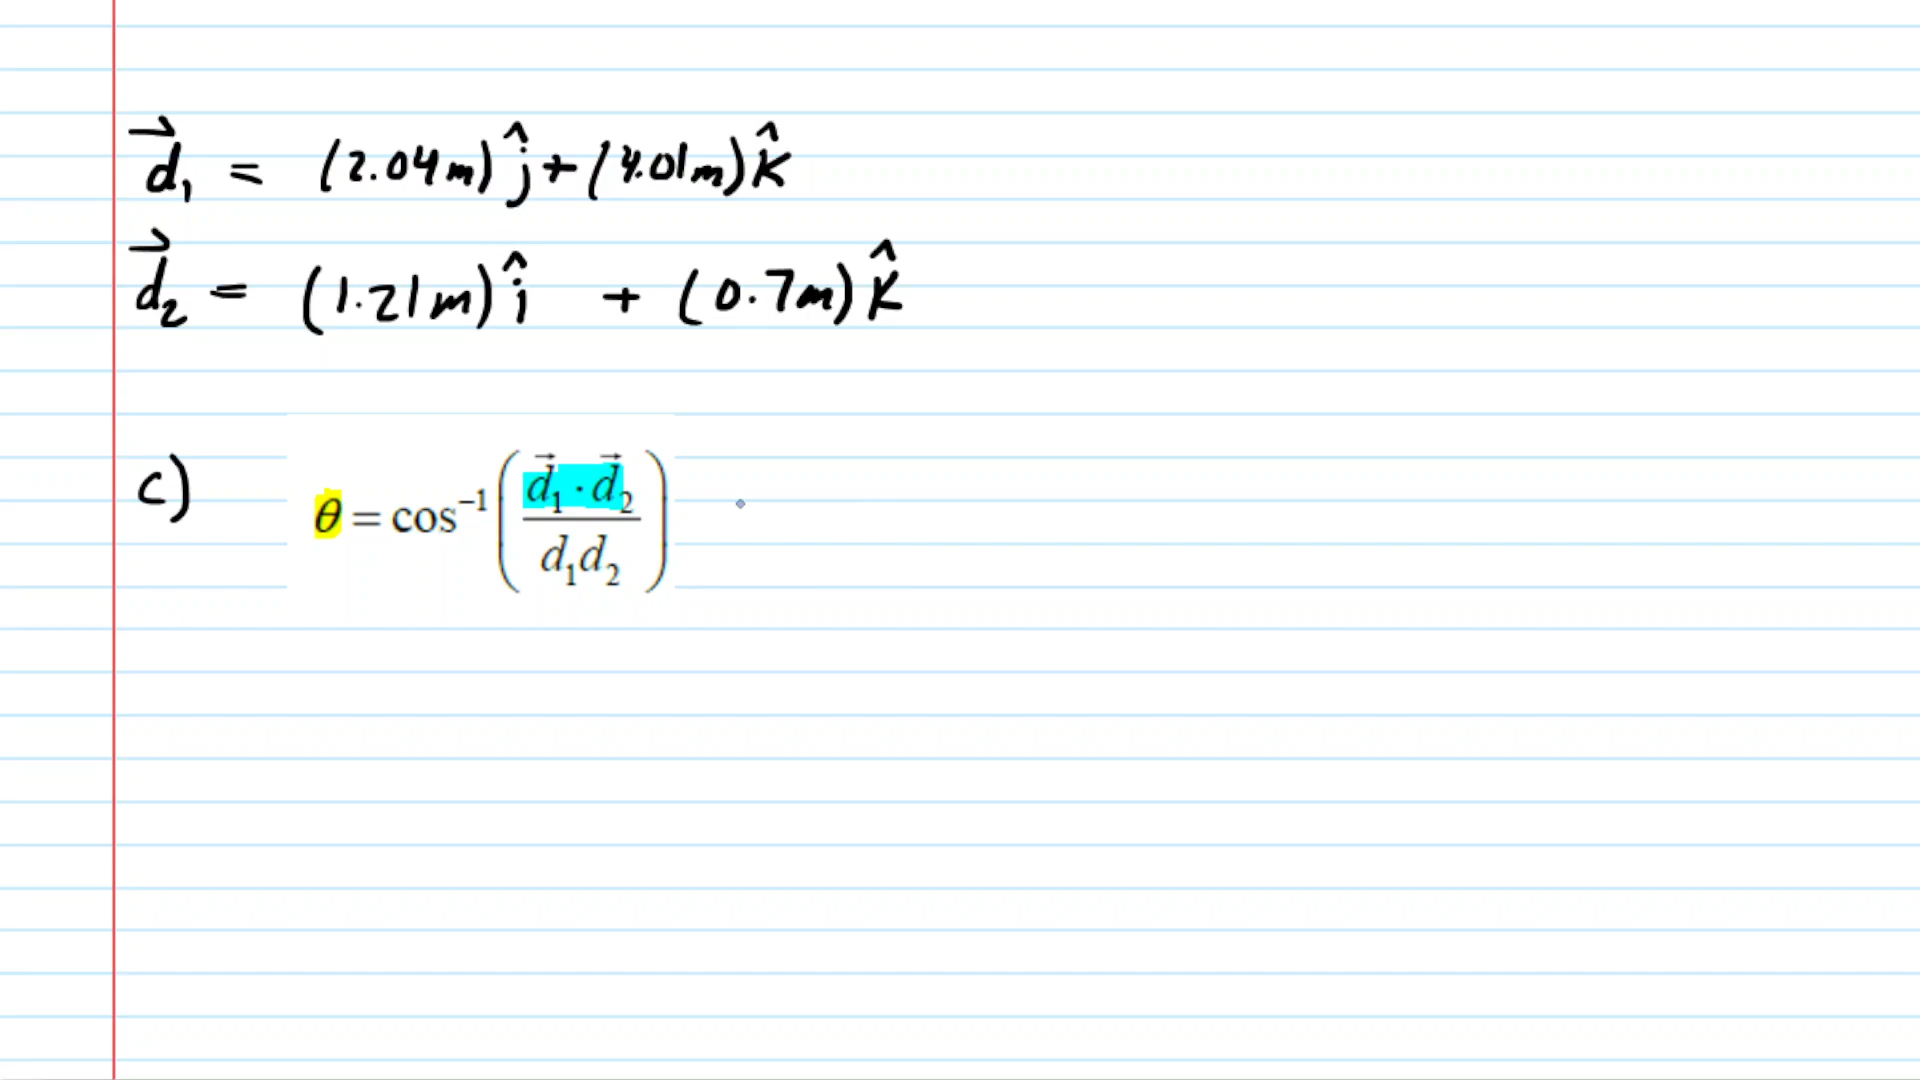 d⃗₁ = (2.04m) ĵ + (4.01m) k̂
d⃗₂ = (1.21m) î + (0.7m) k̂
c) θ = cos⁻¹ ( d⃗₁ · d⃗₂ / d₁d₂ )